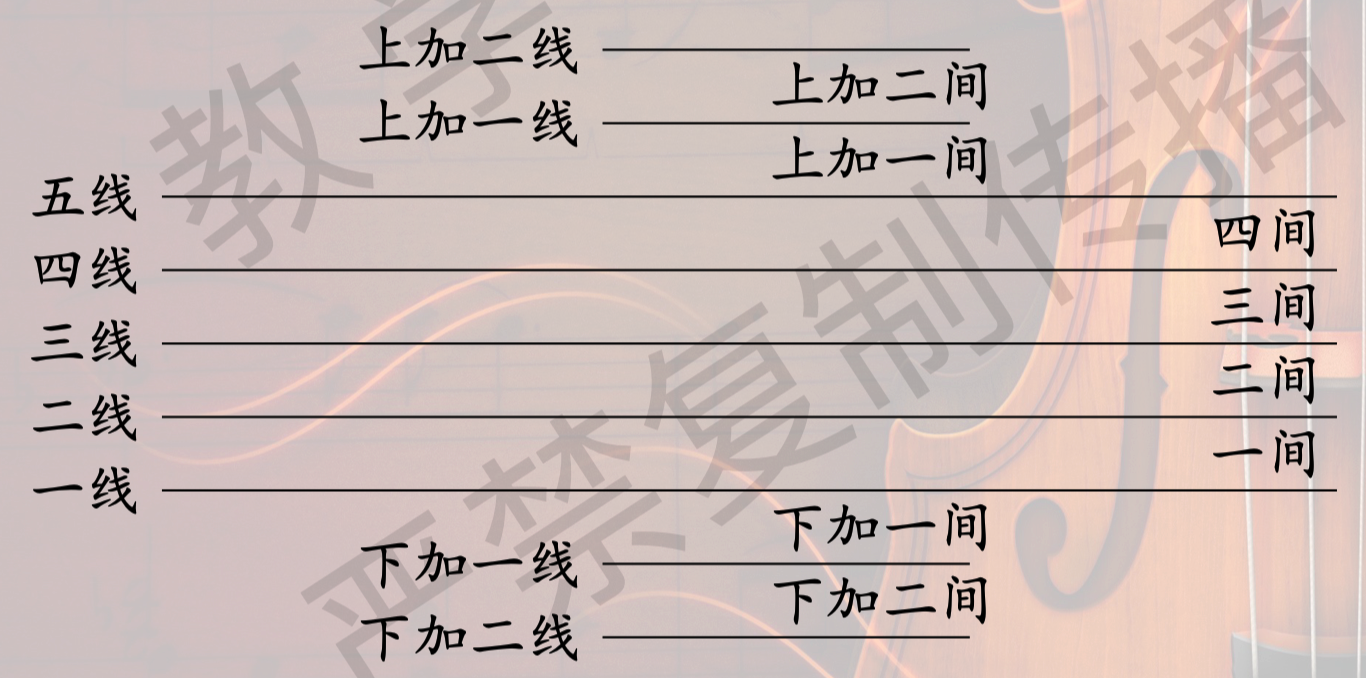 上加二线
上加二间
上加一线
上加一间
五线
四间
四线
三间
三线
二间
二线
一间
一线
下加一间
下加一线
下加二间
下加二线
教学
严禁复制传播